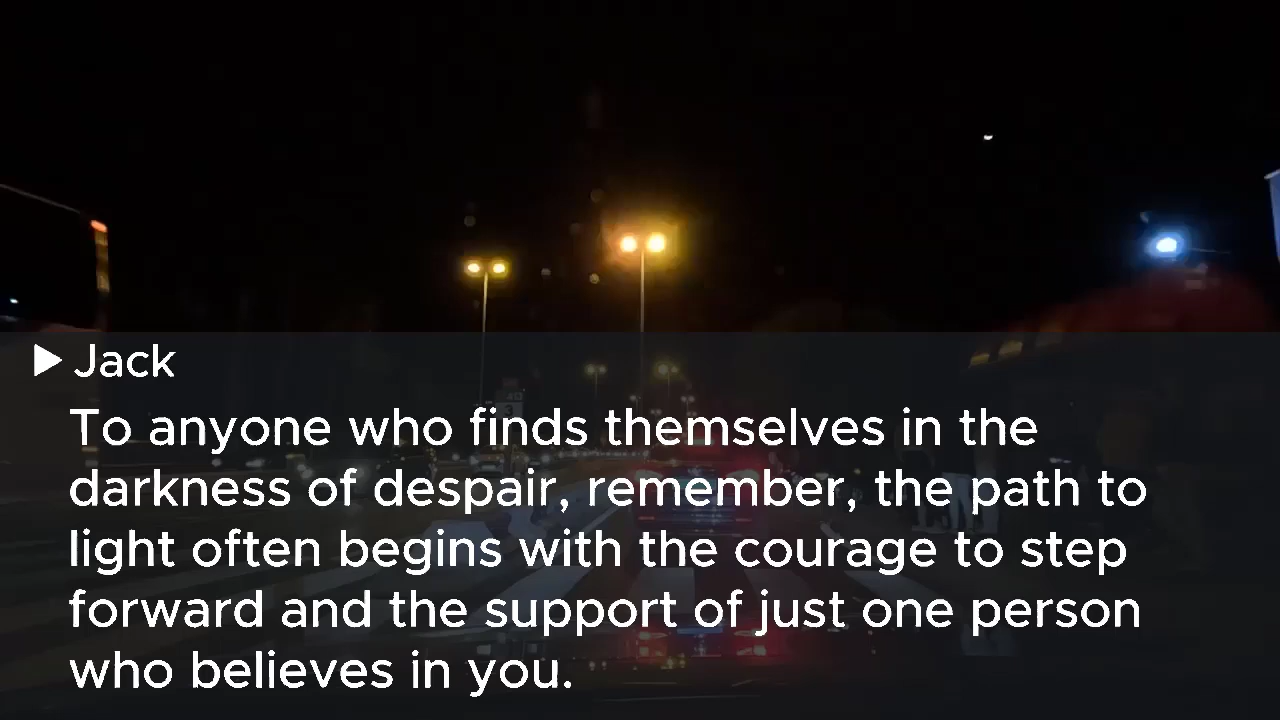 Jack
To anyone who finds themselves in the
darkness of despair, remember, the path to
light often begins with the courage to step
forward and the support of just one person
who believes in you.